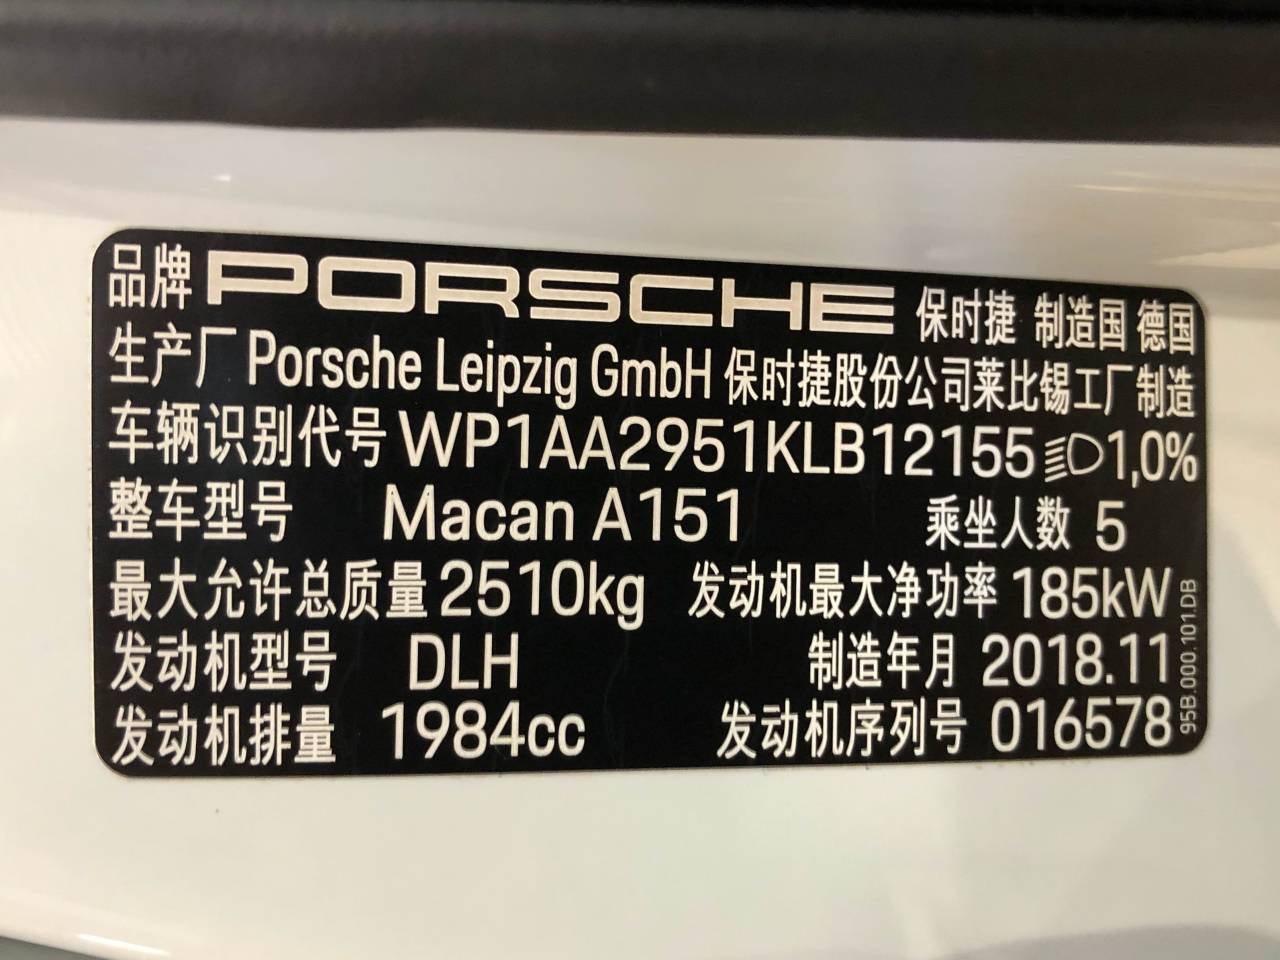 品牌 PORSCHE 保时捷 制造国 德国
生产厂 Porsche Leipzig GmbH 保时捷股份公司莱比锡工厂制造
车辆识别代号 WP1AA2951KLB12155 1,0%
整车型号 Macan A151 乘坐人数 5
最大允许总质量 2510kg 发动机最大净功率 185kW
发动机型号 DLH 制造年月 2018.11
发动机排量 1984cc 发动机序列号 016578
95B.000.101.DB